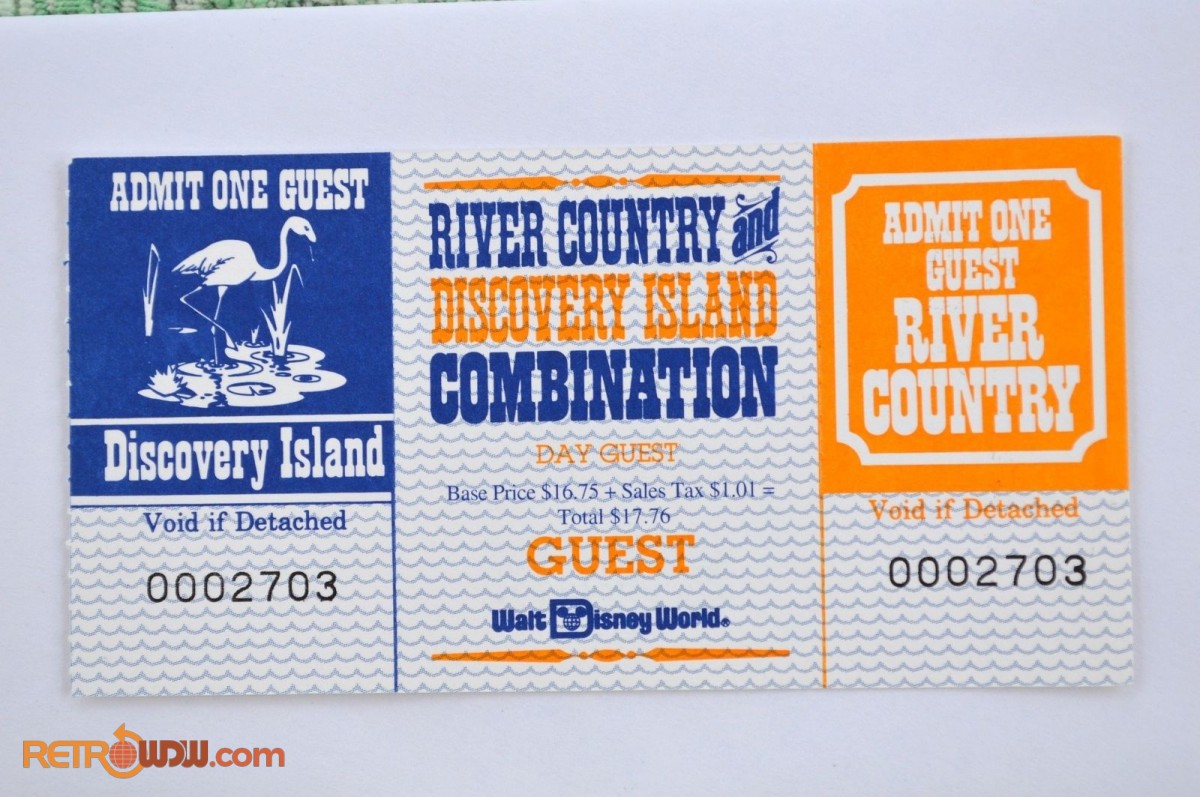 ADMIT ONE GUEST
Discovery Island
Void if Detached
0002703
RIVER COUNTRY and
DISCOVERY ISLAND
COMBINATION
DAY GUEST
Base Price $16.75 + Sales Tax $1.01 =
Total $17.76
GUEST
Walt Disney World®
ADMIT ONE
GUEST
RIVER
COUNTRY
Void if Detached
0002703
RETROWDW.com